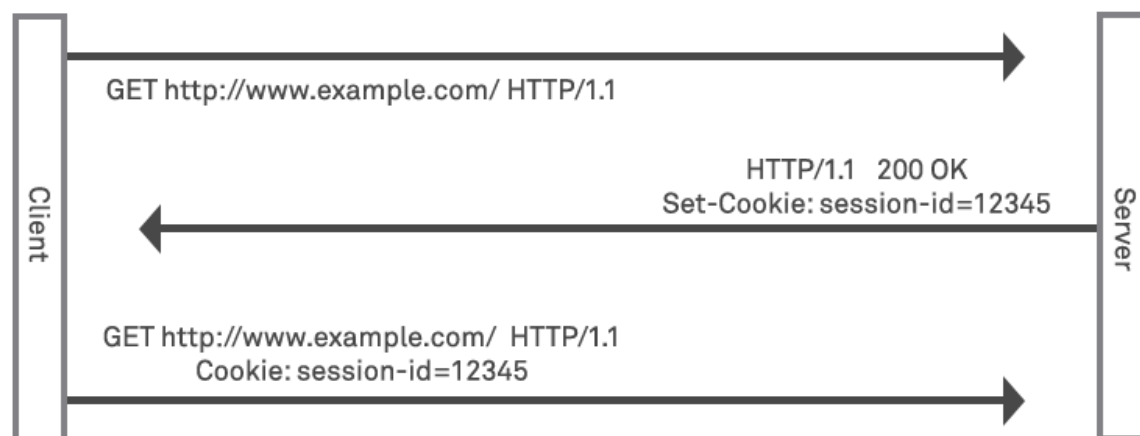 GET http://www.example.com/ HTTP/1.1
HTTP/1.1 200 OK
Set-Cookie: session-id=12345
Client
Server
GET http://www.example.com/ HTTP/1.1
Cookie: session-id=12345